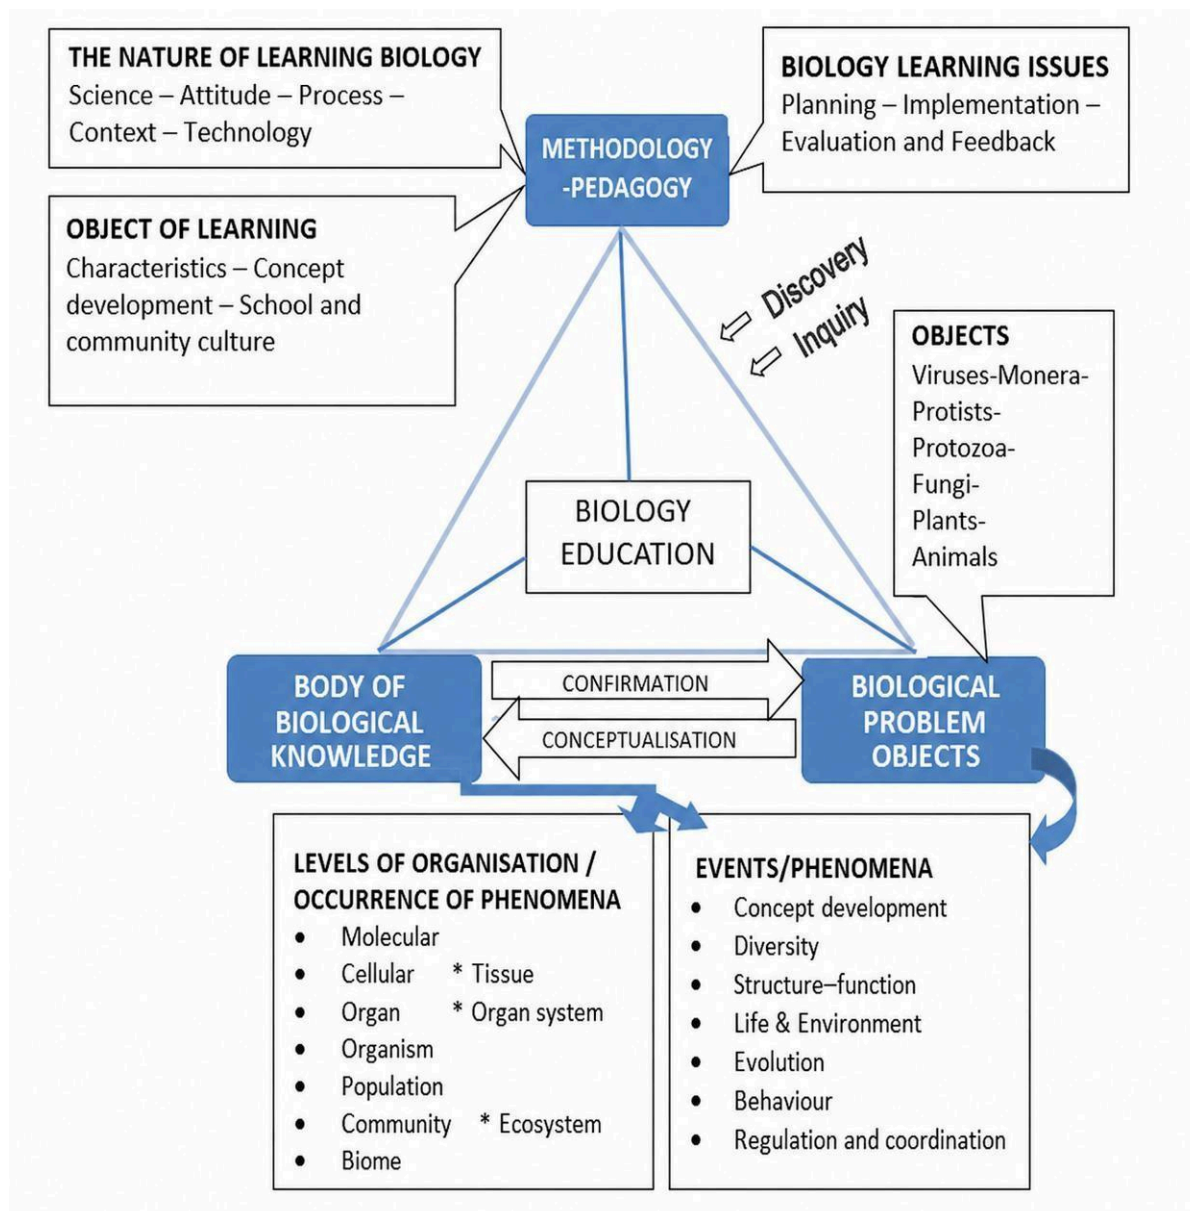 THE NATURE OF LEARNING BIOLOGY
Science – Attitude – Process –
Context – Technology
BIOLOGY LEARNING ISSUES
Planning – Implementation –
Evaluation and Feedback
METHODOLOGY
-PEDAGOGY
OBJECT OF LEARNING
Characteristics – Concept
development – School and
community culture
Discovery
Inquiry
OBJECTS
Viruses-Monera-
Protists-
Protozoa-
Fungi-
Plants-
Animals
BIOLOGY
EDUCATION
BODY OF
BIOLOGICAL
KNOWLEDGE
CONFIRMATION
CONCEPTUALISATION
BIOLOGICAL
PROBLEM
OBJECTS
LEVELS OF ORGANISATION /
OCCURRENCE OF PHENOMENA
• Molecular
• Cellular * Tissue
• Organ * Organ system
• Organism
• Population
• Community * Ecosystem
• Biome
EVENTS/PHENOMENA
• Concept development
• Diversity
• Structure–function
• Life & Environment
• Evolution
• Behaviour
• Regulation and coordination